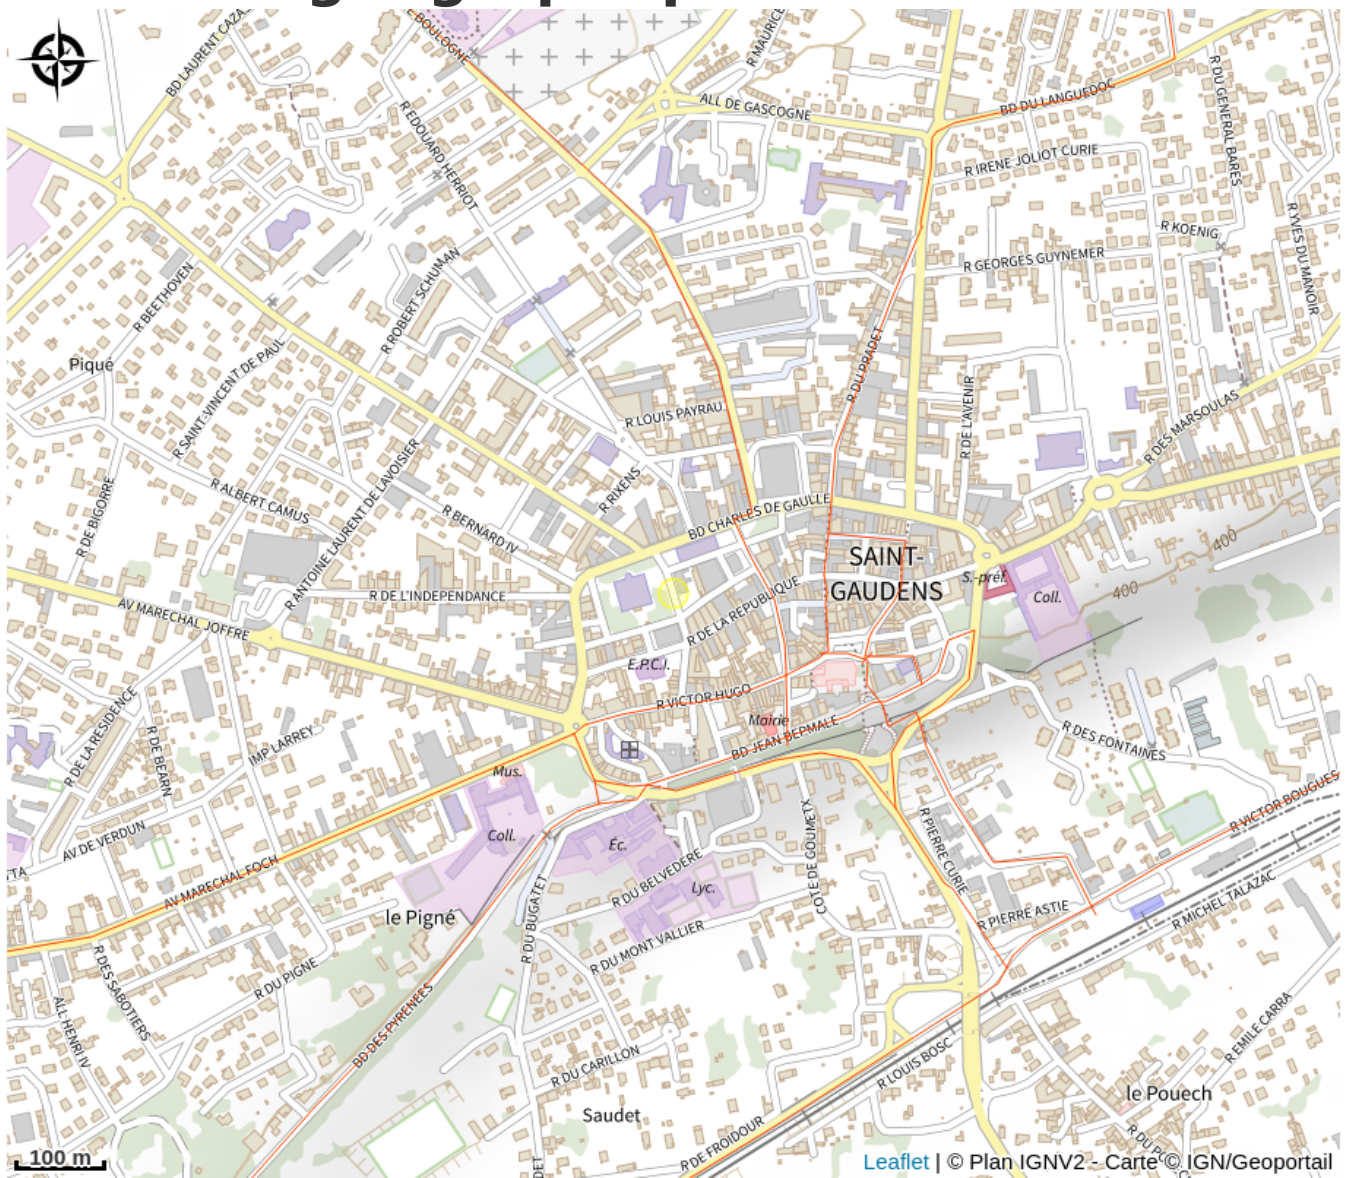 BD LAURENT CAZA
E BOULOGNE
R MAURICE
R DU GENERAL BARES
BD DU LANGUEDOC
ALL DE GASCOGNE
R EDOUARD HERRIOT
R IRENE JOLIOT CURIE
R YVES DU MANOIR
R KOENIG
R GEORGES GUYNEMER
R BEETHOVEN
R ROBERT SCHUMAN
R DU PRADET
Piqué
R SAINT-VINCENT DE PAUL
R LOUIS PAYRAU
R DE L'AVENIR
R DES MARSOULAS
R DE BIGORRE
R ALBERT CAMUS
R ANTOINE LAURENT DE LAVOISIER
R RIXENS
R BERNARD IV
BD CHARLES DE GAULLE
400
SAINT-
GAUDENS
S.-préf.
Coll.
400
R DE L'INDEPENDANCE
AV MARECHAL JOFFRE
R DE LA REPUBLIQUE
E.P.C.I.
R VICTOR HUGO
Mairie
BD JEAN BEPMALE
R DE LA RESIDENCE
R DE BEARN
IMP LARREY
R DES FONTAINES
Mus.
Coll.
Ec.
Lyc.
COTE DE GOUMETX
R PIERRE CURIE
R VICTOR BOUGUES
AV DE VERDUN
TTA
AV MARECHAL FOCH
R DU BELVEDERE
R DU BUGATET
le Pigné
R PIERRE ASTIE
R MICHEL TALAZAC
R DU MONT VALLIER
R DES SABOTIERS
R DU PIGNE
ALL HENRI IV
BD DES PYRENEES
R DU CARILLON
R LOUIS BOSC
R EMILE CARRA
le Pouech
Saudet
R DE FROIDOUR
DET
100 m
Leaflet | © Plan IGNV2 - Carte © IGN/Geoportail